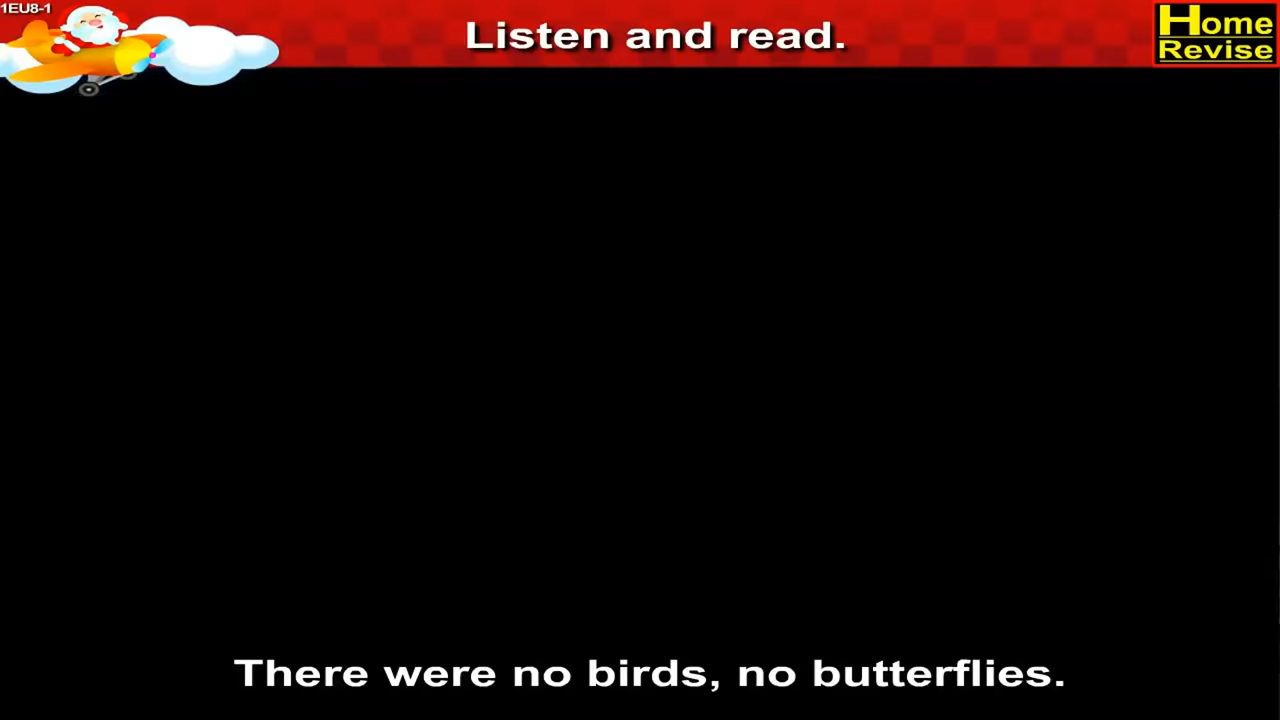 1EU8-1
Listen and read.
Home
Revise
There were no birds, no butterflies.